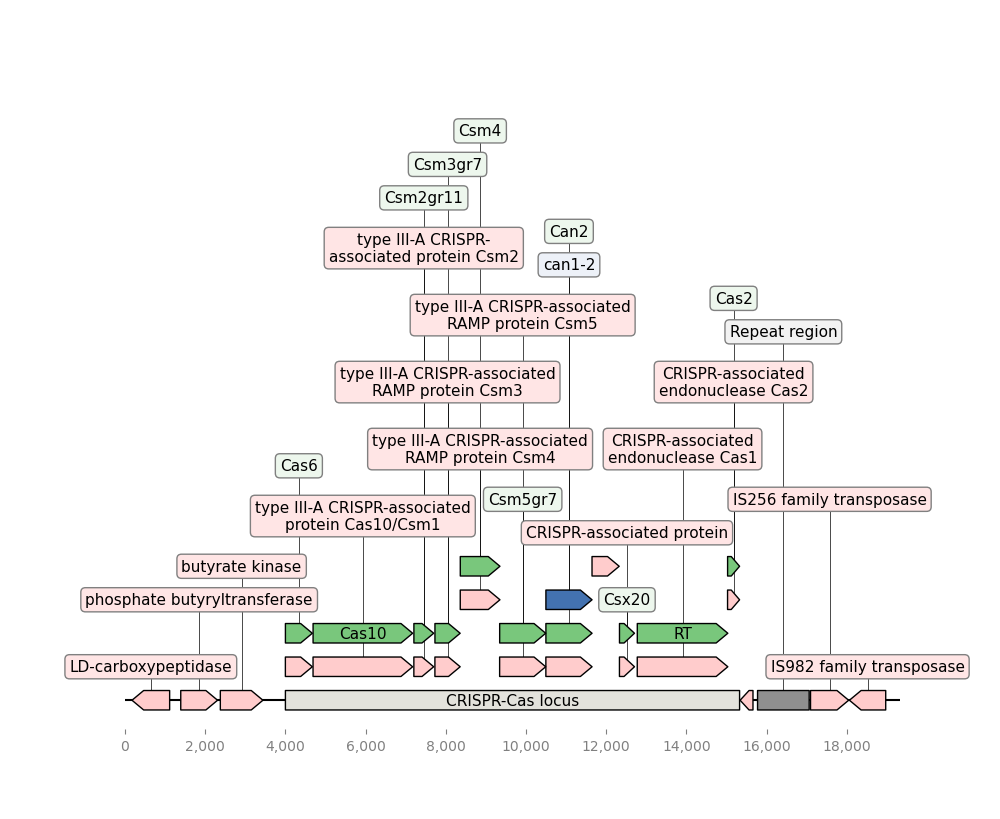 Csm4
Csm3gr7
Csm2gr11
Can2
type III-A CRISPR-
associated protein Csm2
can1-2
Cas2
type III-A CRISPR-associated
RAMP protein Csm5
Repeat region
type III-A CRISPR-associated
RAMP protein Csm3
CRISPR-associated
endonuclease Cas2
type III-A CRISPR-associated
RAMP protein Csm4
CRISPR-associated
endonuclease Cas1
Cas6
Csm5gr7
IS256 family transposase
type III-A CRISPR-associated
protein Cas10/Csm1
CRISPR-associated protein
butyrate kinase
phosphate butyryltransferase
Csx20
Cas10
RT
LD-carboxypeptidase
IS982 family transposase
CRISPR-Cas locus
0 2,000 4,000 6,000 8,000 10,000 12,000 14,000 16,000 18,000